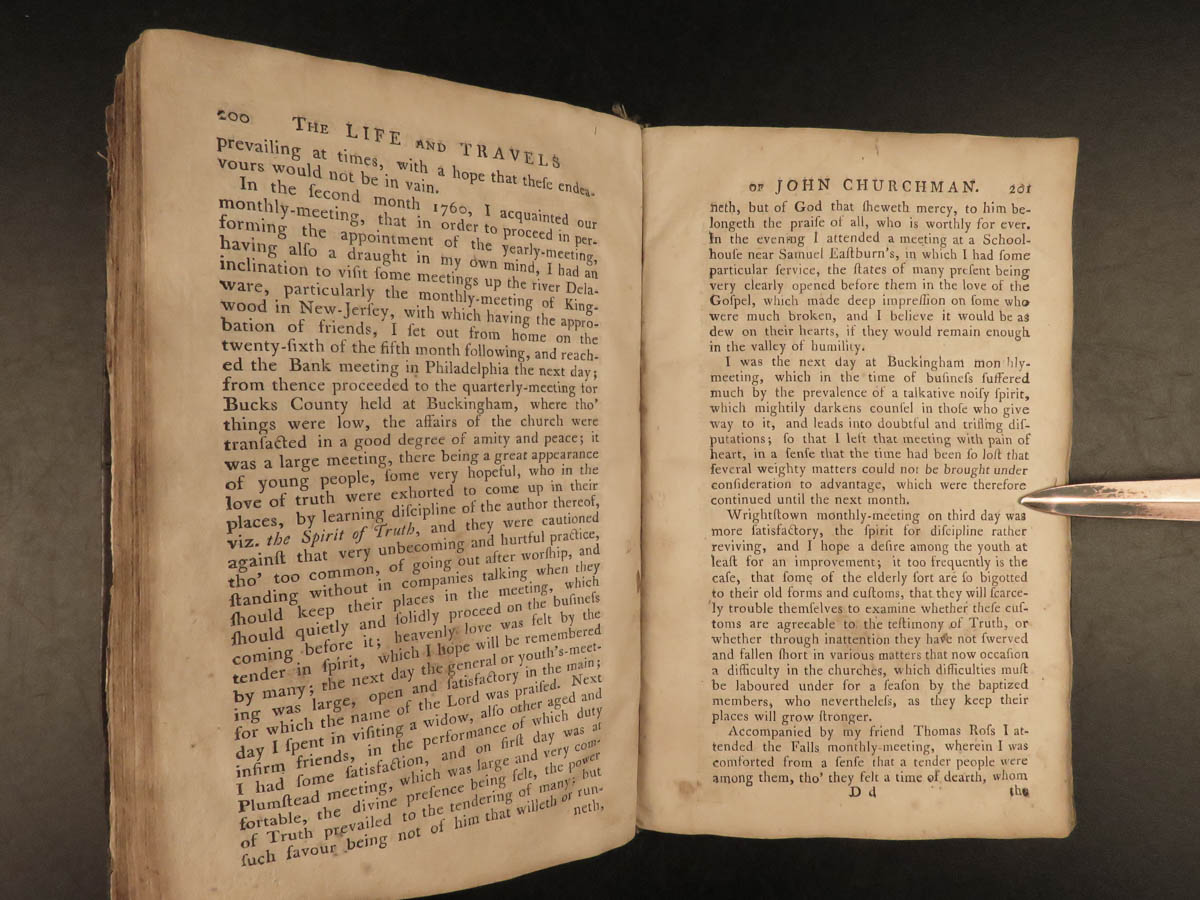 200 THE LIFE AND TRAVELS
prevailing at times, with a hope that theſe endea-
vours would not be in vain.
In the ſecond month 1760, I acquainted our
monthly-meeting, that in order to proceed in per-
forming the appointment of the yearly-meeting,
having alſo a draught in my own mind, I had an
inclination to viſit ſome meetings up the river Dela-
ware, particularly the monthly-meeting of King-
wood in New-Jerſey, with which having the appro-
bation of friends, I ſet out from home on the
twenty-ſixth of the fifth month following, and reach-
ed the Bank meeting in Philadelphia the next day;
from thence proceeded to the quarterly-meeting for
Bucks County held at Buckingham, where tho'
things were low, the affairs of the church were
tranſacted in a good degree of amity and peace; it
was a large meeting, there being a great appearance
of young people, ſome very hopeful, who in the
love of truth were exhorted to come up in their
places, by learning diſcipline of the author thereof,
viz. the Spirit of Truth, and they were cautioned
againſt that very unbecoming and hurtful practice,
tho' too common, of going out after worſhip, and
ſtanding without in companies talking when they
ſhould keep their places in the meeting, which
ſhould quietly and ſolidly proceed on the buſineſs
coming before it; heavenly love was felt by the
tender in ſpirit, which I hope will be remembered
by many; the next day the general or youth's-meet-
ing was large, open and ſatisfactory in the main;
for which the name of the Lord was praiſed. Next
day I ſpent in viſiting a widow, alſo other aged and
infirm friends, in the performance of which duty
I had ſome ſatisfaction, and on firſt day was at
Plumſtead meeting, which was large and very com-
fortable, the divine preſence being felt, the power
of Truth prevailed to the tendering of many; but
ſuch favour being not of him that willeth or run-
neth,
OF JOHN CHURCHMAN. 201
neth, but of God that ſheweth mercy, to him be-
longeth the praiſe of all, who is worthy for ever.
In the evening I attended a meeting at a School-
houſe near Samuel Eaſtburn's, in which I had ſome
particular ſervice, the ſtates of many preſent being
very clearly opened before them in the love of the
Goſpel, which made deep impreſſion on ſome who
were much broken, and I believe it would be as
dew on their hearts, if they would remain enough
in the valley of humility.
I was the next day at Buckingham mon hly-
meeting, which in the time of buſineſs ſuffered
much by the prevalence of a talkative noiſy ſpirit,
which mightily darkens counſel in thoſe who give
way to it, and leads into doubtful and trifling diſ-
putations; ſo that I left that meeting with pain of
heart, in a ſenſe that the time had been ſo loſt that
ſeveral weighty matters could not be brought under
conſideration to advantage, which were therefore
continued until the next month.
Wrightſtown monthly-meeting on third day was
more ſatisfactory, the ſpirit for diſcipline rather
reviving, and I hope a deſire among the youth at
leaſt for an improvement; it too frequently is the
caſe, that ſome of the elderly ſort are ſo bigotted
to their old forms and cuſtoms, that they will ſcarce-
ly trouble themſelves to examine whether theſe cuſ-
toms are agreeable to the teſtimony of Truth, or
whether through inattention they have not ſwerved
and fallen ſhort in various matters that now occaſion
a difficulty in the churches, which difficulties muſt
be laboured under for a ſeaſon by the baptized
members, who nevertheleſs, as they keep their
places will grow ſtronger.
Accompanied by my friend Thomas Roſs I at-
tended the Falls monthly-meeting, wherein I was
comforted from a ſenſe that a tender people were
among them, tho' they felt a time of dearth, whom
D d the